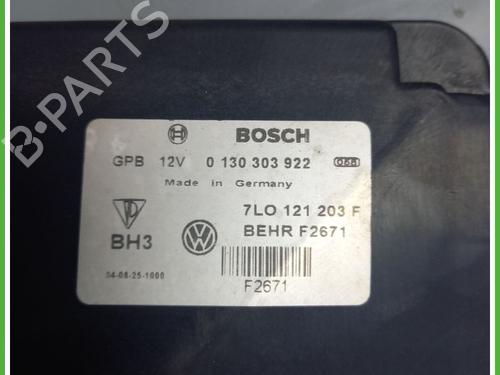 B-PARTS
BOSCH
GPB 12V 0 130 303 922
Made in Germany
7L0 121 203 F
BH3 BEHR F2671
04-08-25-1000
F2671